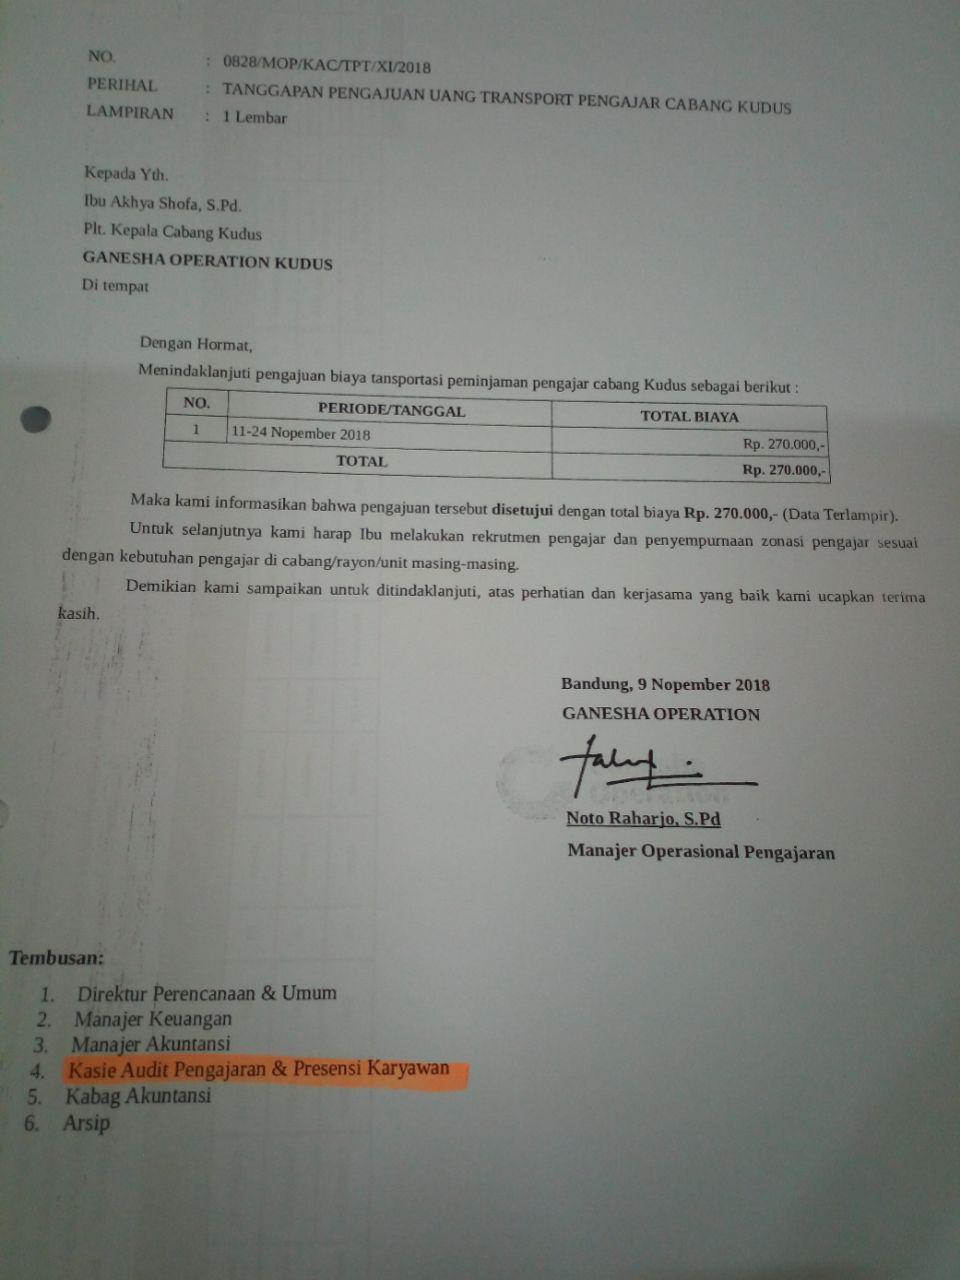 NO. : 0828/MOP/KAC/TPT/XI/2018
PERIHAL : TANGGAPAN PENGAJUAN UANG TRANSPORT PENGAJAR CABANG KUDUS
LAMPIRAN : 1 Lembar
Kepada Yth.
Ibu Akhya Shofa, S.Pd.
Plt. Kepala Cabang Kudus
GANESHA OPERATION KUDUS
Di tempat
Dengan Hormat,
Menindaklanjuti pengajuan biaya tansportasi peminjaman pengajar cabang Kudus sebagai berikut :
NO. PERIODE/TANGGAL TOTAL BIAYA
1 11-24 Nopember 2018 Rp. 270.000,-
TOTAL Rp. 270.000,-
Maka kami informasikan bahwa pengajuan tersebut disetujui dengan total biaya Rp. 270.000,- (Data Terlampir).
Untuk selanjutnya kami harap Ibu melakukan rekrutmen pengajar dan penyempurnaan zonasi pengajar sesuai
dengan kebutuhan pengajar di cabang/rayon/unit masing-masing.
Demikian kami sampaikan untuk ditindaklanjuti, atas perhatian dan kerjasama yang baik kami ucapkan terima
kasih.
Bandung, 9 Nopember 2018
GANESHA OPERATION
Noto Raharjo, S.Pd
Manajer Operasional Pengajaran
Tembusan:
1. Direktur Perencanaan & Umum
2. Manajer Keuangan
3. Manajer Akuntansi
4. Kasie Audit Pengajaran & Presensi Karyawan
5. Kabag Akuntansi
6. Arsip